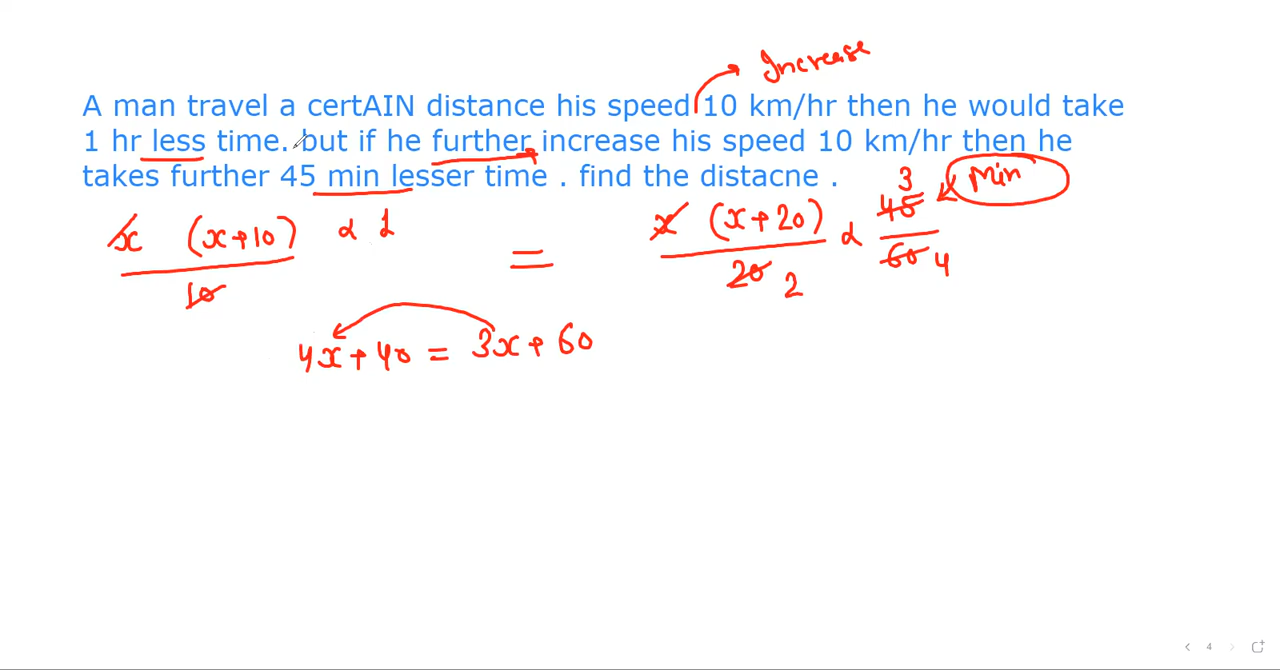 Increase
A man travel a certAIN distance his speed 10 km/hr then he would take
1 hr less time. but if he further increase his speed 10 km/hr then he
takes further 45 min lesser time . find the distacne .
Min
x (x+10) ∝ 1 = x (x+20) ∝ 45 3
10 20 2 60 4
4x+40 = 3x+60
4